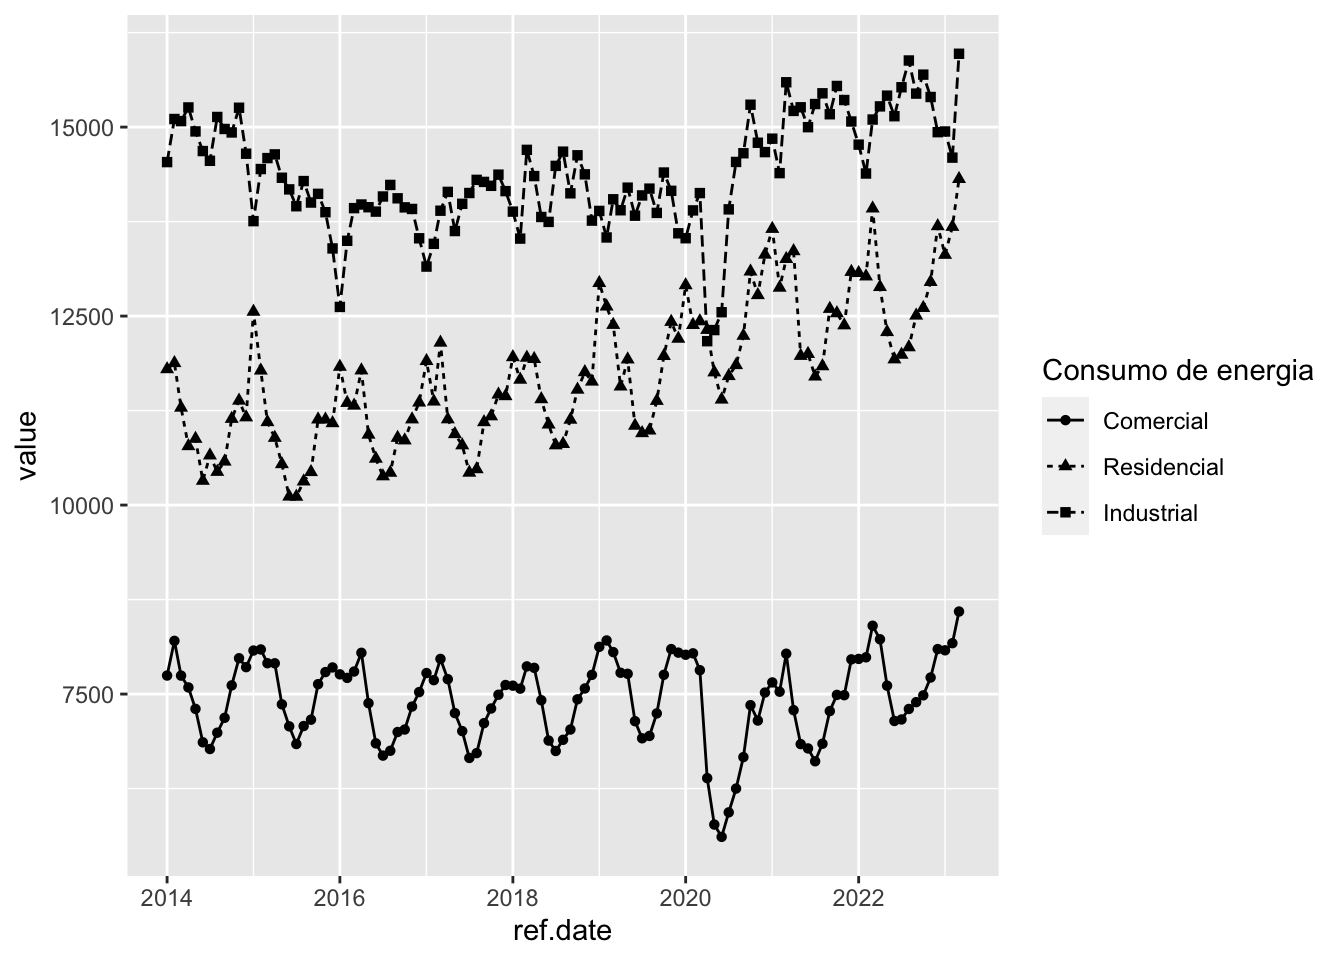 15000
12500
10000
7500
value
2014
2016
2018
2020
2022
ref.date
Consumo de energia
Comercial
Residencial
Industrial